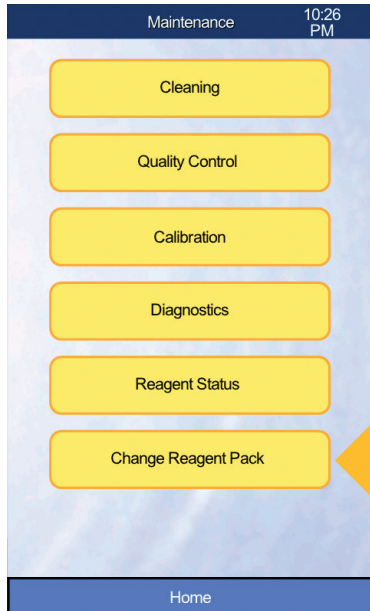 Maintenance
10:26
PM
Cleaning
Quality Control
Calibration
Diagnostics
Reagent Status
Change Reagent Pack
Home